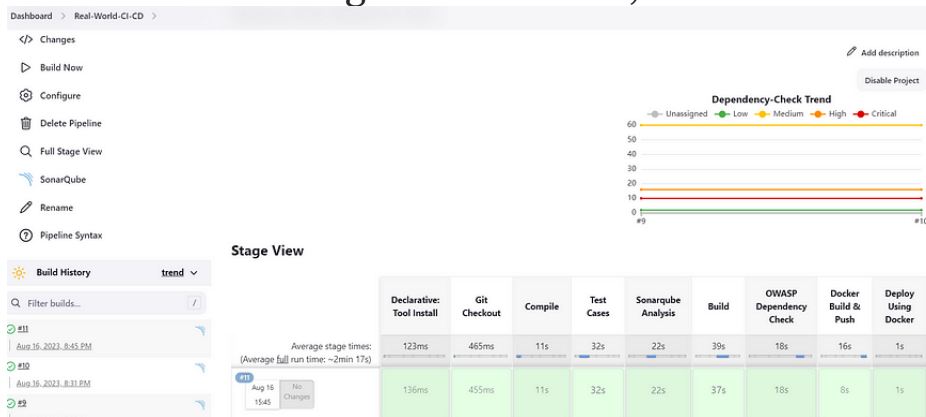 Dashboard > Real-World-CI-CD >
Changes
Build Now
Configure
Delete Pipeline
Full Stage View
SonarQube
Rename
Pipeline Syntax
Build History trend
Filter builds... /
#11
Aug 16, 2023, 8:45 PM
#10
Aug 16, 2023, 8:31 PM
#9
Add description
Disable Project
Dependency-Check Trend
Unassigned Low Medium High Critical
60
50
40
30
20
10
0
#9 #10
Stage View
Declarative: Tool Install
Git Checkout
Compile
Test Cases
Sonarqube Analysis
Build
OWASP Dependency Check
Docker Build & Push
Deploy Using Docker
Average stage times: 123ms 465ms 11s 32s 22s 39s 18s 16s 1s
(Average full run time: ~2min 17s)
#11
Aug 16 No Changes
15:45
136ms 455ms 11s 32s 22s 37s 18s 8s 1s